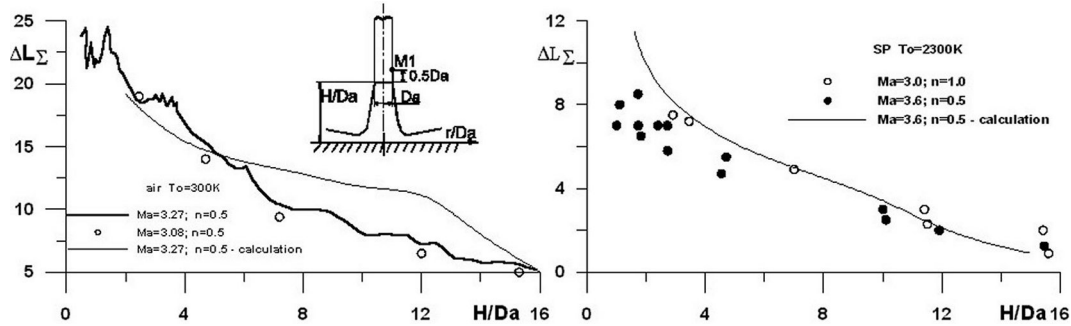 25
ΔL Σ
20
15
10
5
0
4
8
12
H/Da
16
M1
0.5Da
H/Da
Da
r/Da
air To=300K
Ma=3.27; n=0.5
Ma=3.08; n=0.5
Ma=3.27; n=0.5 - calculation
12
ΔL Σ
8
4
0
0
4
8
12
H/Da
16
SP To=2300K
Ma=3.0; n=1.0
Ma=3.6; n=0.5
Ma=3.6; n=0.5 - calculation